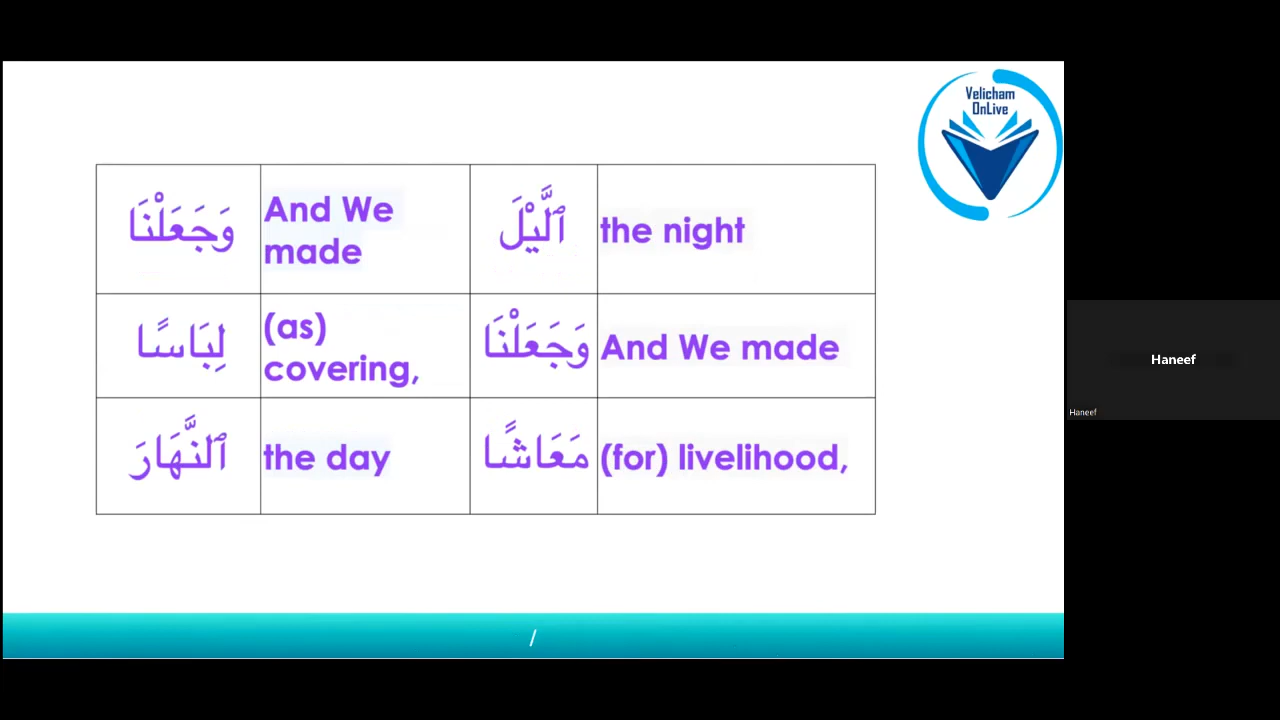 Velicham
OnLive
وَجَعَلْنَا
And We
made
ٱلَّيْلَ
the night
لِبَاسًا
(as)
covering,
وَجَعَلْنَا
And We made
ٱلنَّهَارَ
the day
مَعَاشًا
(for) livelihood,
/
Haneef
Haneef